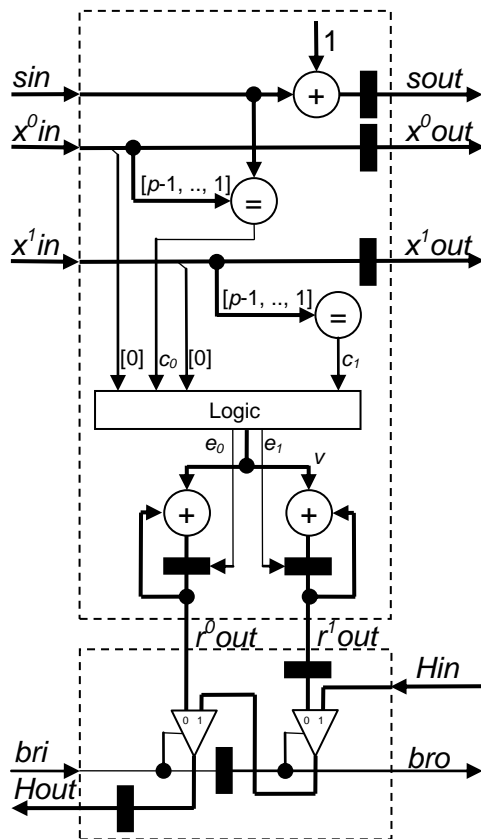 1
sin
+
sout
x⁰in
x⁰out
[p-1, .., 1]
=
x¹in
x¹out
[p-1, .., 1]
=
[0]
c₀
[0]
c₁
Logic
e₀
e₁
v
+
+
r⁰out
r¹out
Hin
0 1
0 1
bri
bro
Hout